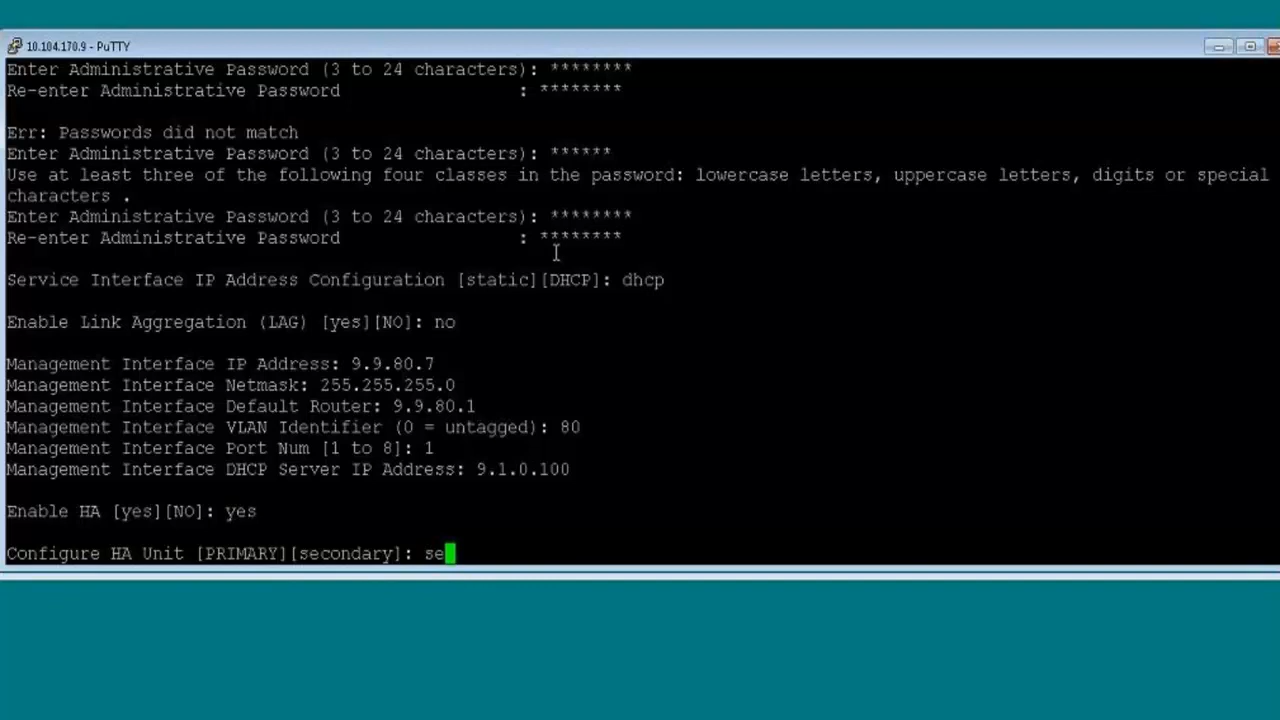 10.104.170.9 - PuTTY
Enter Administrative Password (3 to 24 characters): ********
Re-enter Administrative Password                 : ********
Err: Passwords did not match
Enter Administrative Password (3 to 24 characters): ******
Use at least three of the following four classes in the password: lowercase letters, uppercase letters, digits or special
characters .
Enter Administrative Password (3 to 24 characters): ********
Re-enter Administrative Password                 : ********
Service Interface IP Address Configuration [static][DHCP]: dhcp
Enable Link Aggregation (LAG) [yes][NO]: no
Management Interface IP Address: 9.9.80.7
Management Interface Netmask: 255.255.255.0
Management Interface Default Router: 9.9.80.1
Management Interface VLAN Identifier (0 = untagged): 80
Management Interface Port Num [1 to 8]: 1
Management Interface DHCP Server IP Address: 9.1.0.100
Enable HA [yes][NO]: yes
Configure HA Unit [PRIMARY][secondary]: se